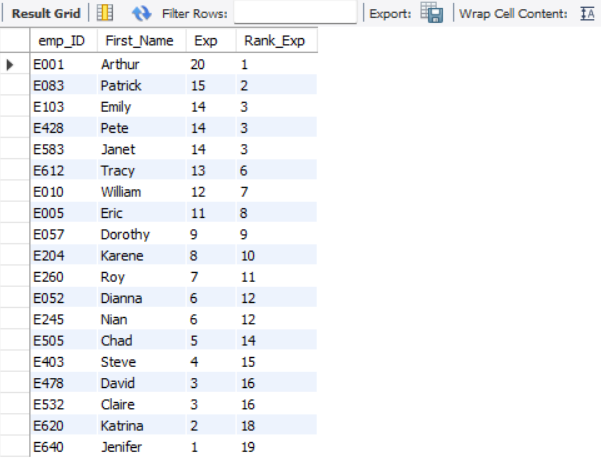 Result Grid Filter Rows: Export: Wrap Cell Content: IA
emp_ID First_Name Exp Rank_Exp
E001 Arthur 20 1
E083 Patrick 15 2
E103 Emily 14 3
E428 Pete 14 3
E583 Janet 14 3
E612 Tracy 13 6
E010 William 12 7
E005 Eric 11 8
E057 Dorothy 9 9
E204 Karene 8 10
E260 Roy 7 11
E052 Dianna 6 12
E245 Nian 6 12
E505 Chad 5 14
E403 Steve 4 15
E478 David 3 16
E532 Claire 3 16
E620 Katrina 2 18
E640 Jenifer 1 19